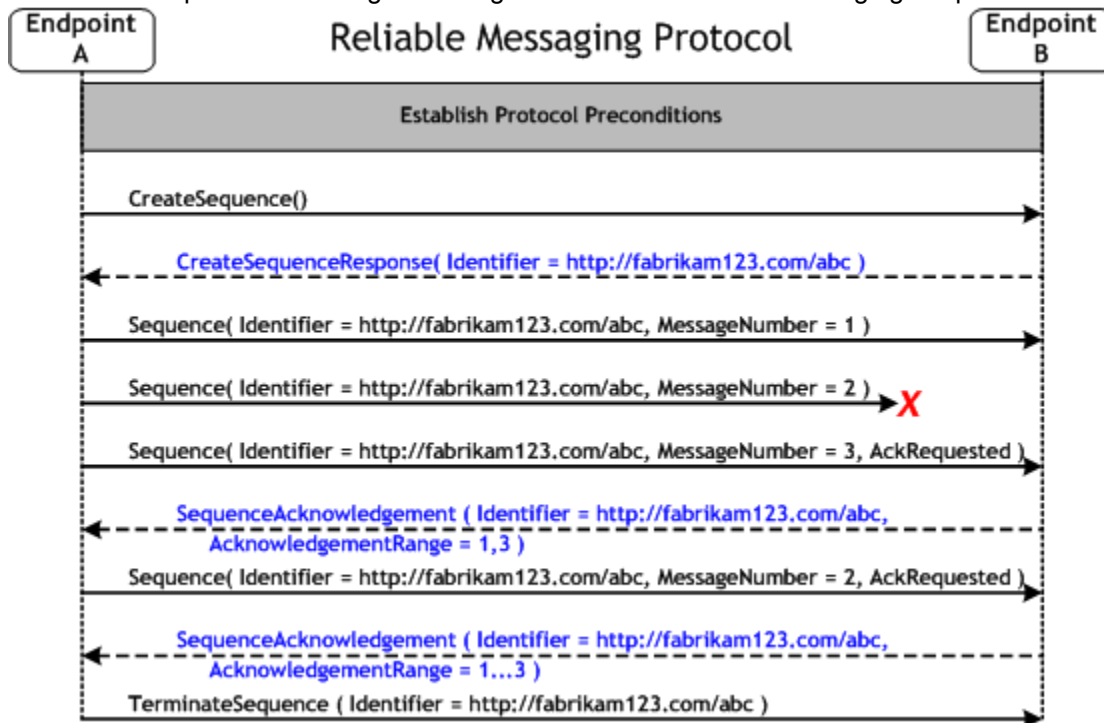 Endpoint
A
Reliable Messaging Protocol
Endpoint
B
Establish Protocol Preconditions
CreateSequence()
CreateSequenceResponse( Identifier = http://fabrikam123.com/abc )
Sequence( Identifier = http://fabrikam123.com/abc, MessageNumber = 1 )
Sequence( Identifier = http://fabrikam123.com/abc, MessageNumber = 2 )
X
Sequence( Identifier = http://fabrikam123.com/abc, MessageNumber = 3, AckRequested )
SequenceAcknowledgement ( Identifier = http://fabrikam123.com/abc,
AcknowledgementRange = 1,3 )
Sequence( Identifier = http://fabrikam123.com/abc, MessageNumber = 2, AckRequested )
SequenceAcknowledgement ( Identifier = http://fabrikam123.com/abc,
AcknowledgementRange = 1...3 )
TerminateSequence ( Identifier = http://fabrikam123.com/abc )